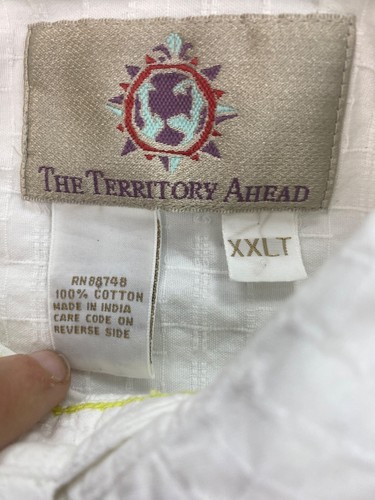 THE TERRITORY AHEAD
XXLT
RN88748
100% COTTON
MADE IN INDIA
CARE CODE ON
REVERSE SIDE